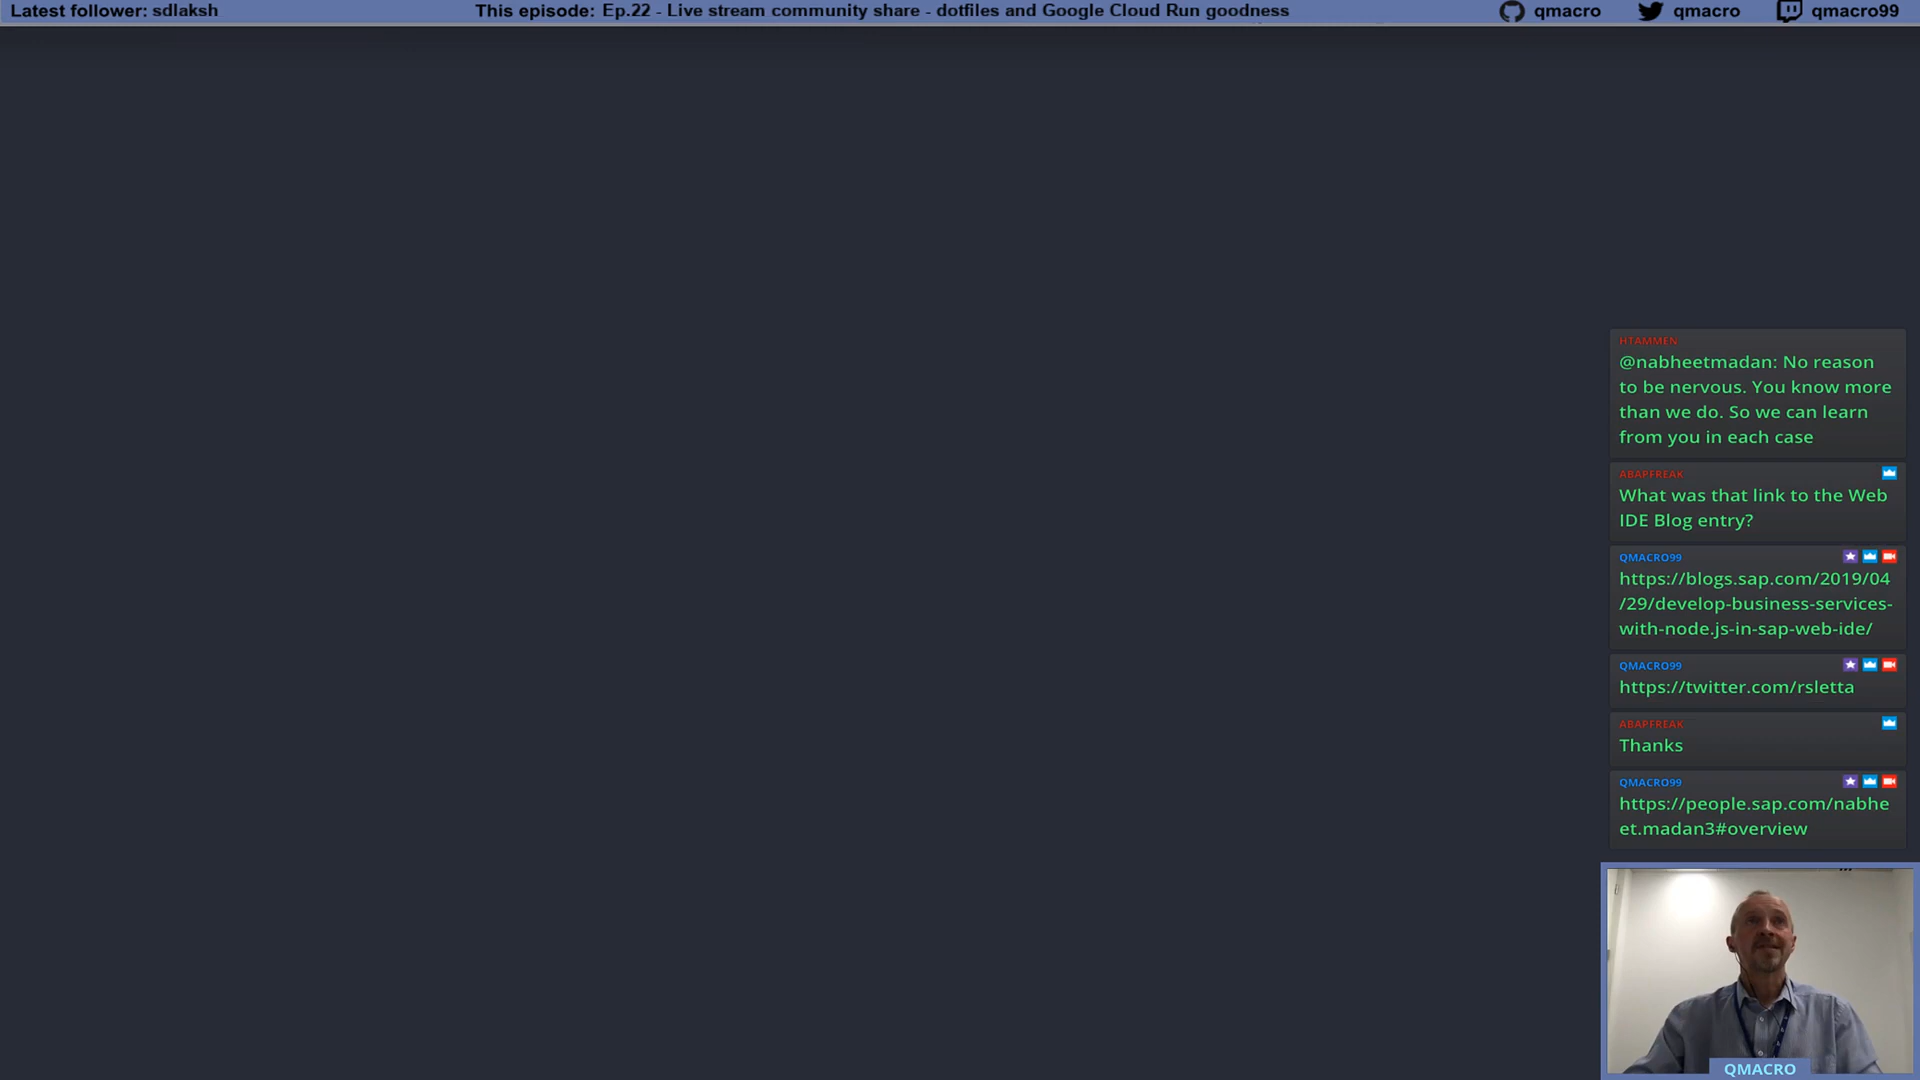 Latest follower: sdlaksh
This episode: Ep.22 - Live stream community share - dotfiles and Google Cloud Run goodness
qmacro
qmacro
qmacro99
HTAMMEN
@nabheetmadan: No reason
to be nervous. You know more
than we do. So we can learn
from you in each case
ABAPFREAK
What was that link to the Web
IDE Blog entry?
QMACRO99
https://blogs.sap.com/2019/04
/29/develop-business-services-
with-node.js-in-sap-web-ide/
QMACRO99
https://twitter.com/rsletta
ABAPFREAK
Thanks
QMACRO99
https://people.sap.com/nabhe
et.madan3#overview
QMACRO